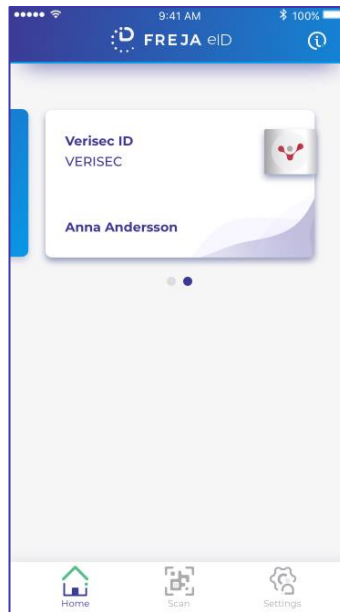 9:41 AM
100%
FREJA eID
Verisec ID
VERISEC
Anna Andersson
Home
Scan
Settings